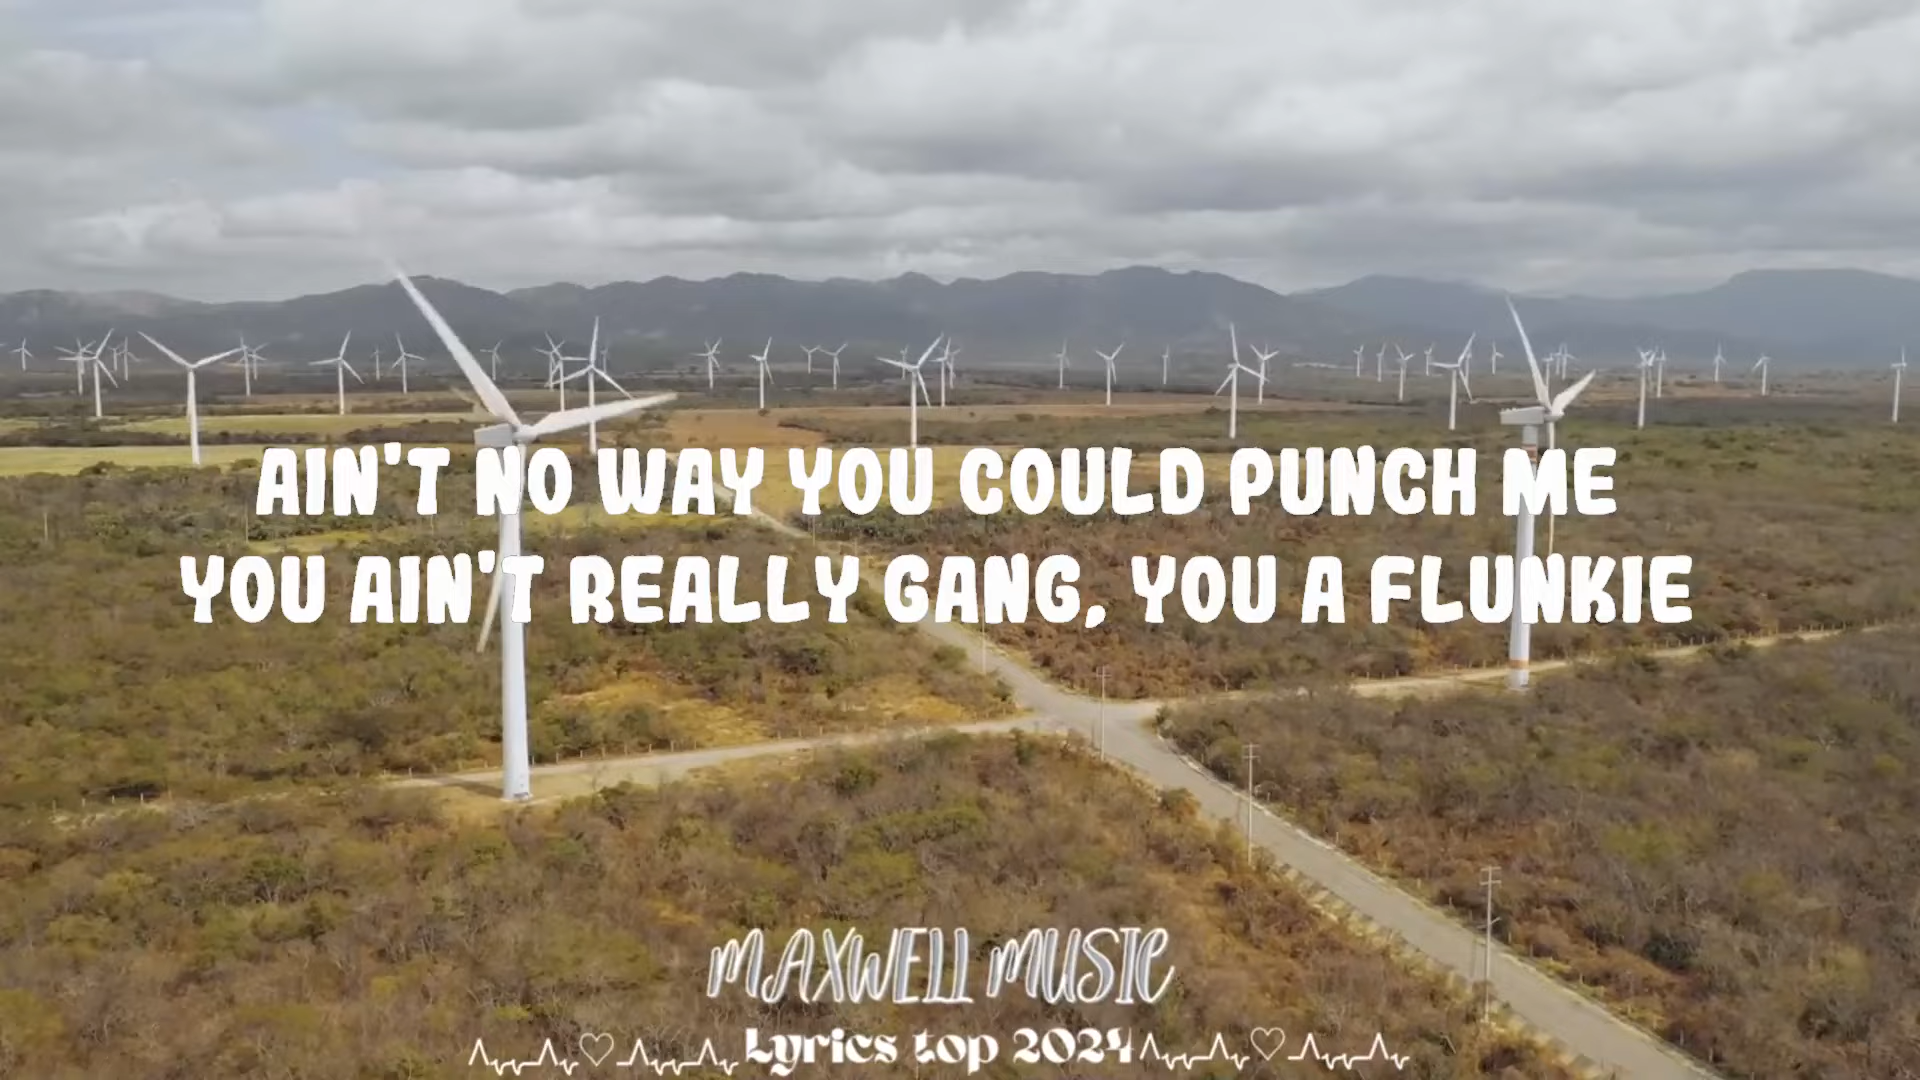 AIN'T NO WAY YOU COULD PUNCH ME
YOU AIN'T REALLY GANG, YOU A FLUNKIE
MAXWELL MUSIC
Lyrics top 2024